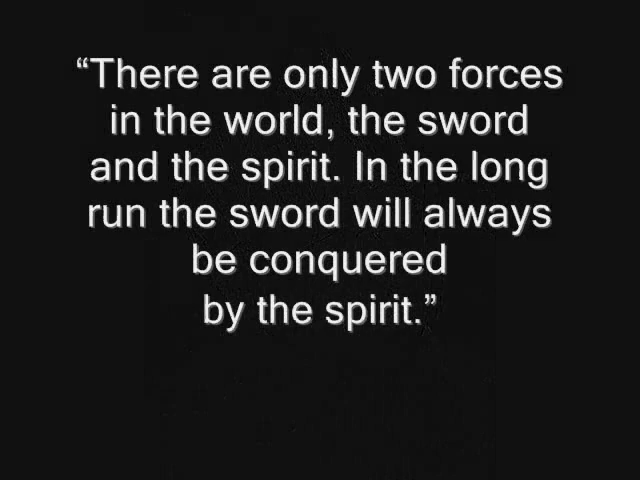 “There are only two forces
in the world, the sword
and the spirit. In the long
run the sword will always
be conquered
by the spirit.”